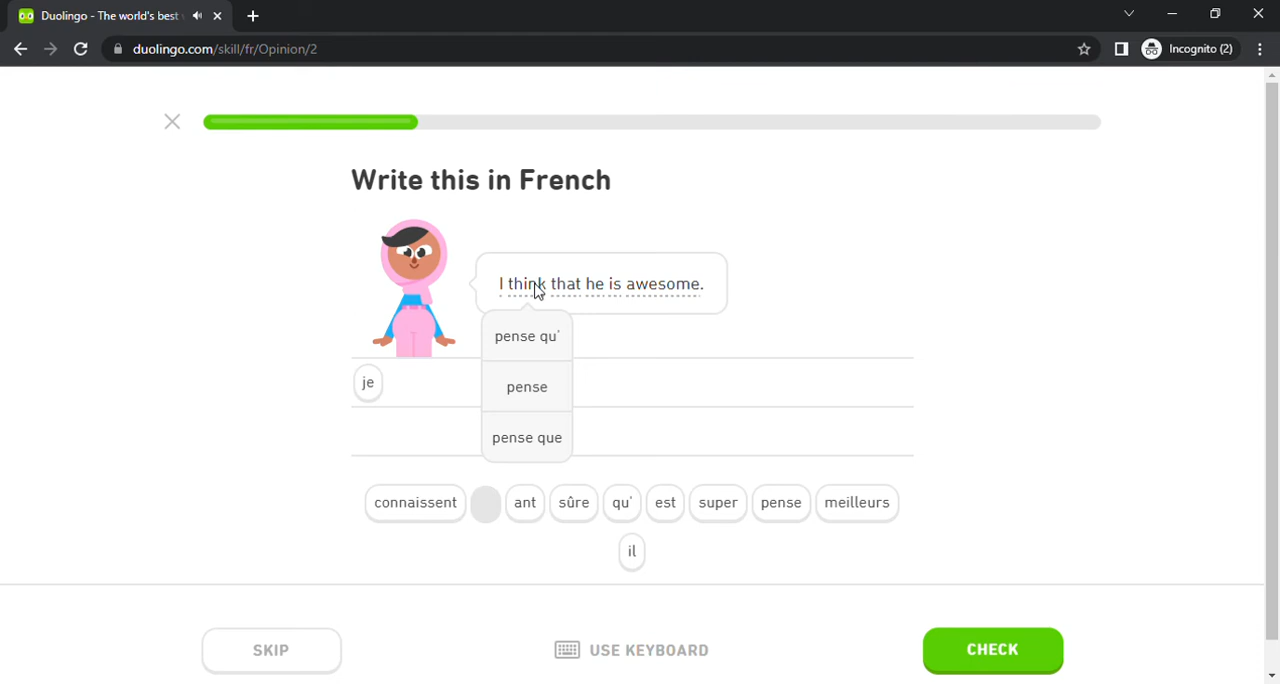 Duolingo - The world's best
duolingo.com/skill/fr/Opinion/2
Incognito (2)
Write this in French
I think that he is awesome.
pense qu'
je
pense
pense que
connaissent ant sûre qu' est super pense meilleurs
il
SKIP USE KEYBOARD CHECK